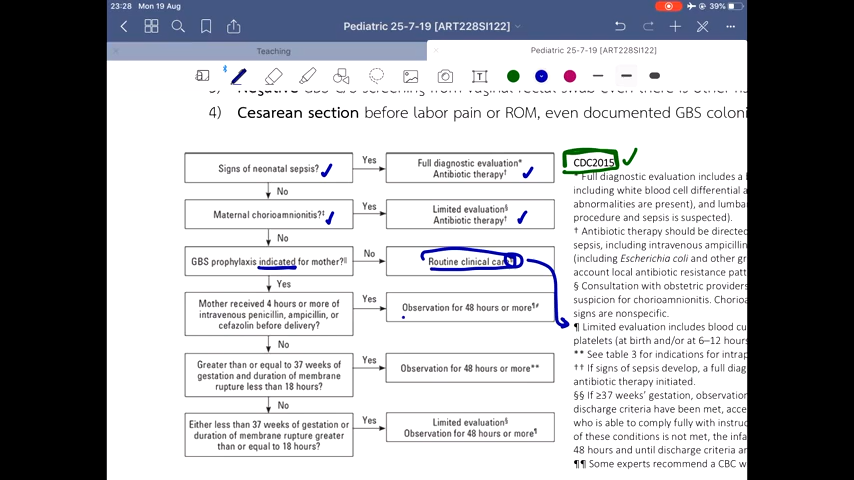 23:28 Mon 19 Aug
39%
Pediatric 25-7-19 [ART228SI122]
Teaching
Pediatric 25-7-19 [ART228SI122]
4) Cesarean section before labor pain or ROM, even documented GBS coloni
Signs of neonatal sepsis?
Yes
Full diagnostic evaluation*
Antibiotic therapy†
No
Maternal chorioamnionitis?‡
Yes
Limited evaluation§
Antibiotic therapy†
No
GBS prophylaxis indicated for mother?||
No
Routine clinical care¶
Yes
Mother received 4 hours or more of
intravenous penicillin, ampicillin, or
cefazolin before delivery?
Yes
Observation for 48 hours or more¶#
No
Greater than or equal to 37 weeks of
gestation and duration of membrane
rupture less than 18 hours?
Yes
Observation for 48 hours or more**
No
Either less than 37 weeks of gestation or
duration of membrane rupture greater
than or equal to 18 hours?
Yes
Limited evaluation§
Observation for 48 hours or more¶
CDC2015
* Full diagnostic evaluation includes a b
including white blood cell differential a
abnormalities are present), and lumba
procedure and sepsis is suspected).
† Antibiotic therapy should be directed
sepsis, including intravenous ampicillin
(including Escherichia coli and other gr
account local antibiotic resistance patt
§ Consultation with obstetric providers
suspicion for chorioamnionitis. Chorioa
signs are nonspecific.
¶ Limited evaluation includes blood cu
platelets (at birth and/or at 6–12 hours
** See table 3 for indications for intrap
†† If signs of sepsis develop, a full diag
antibiotic therapy initiated.
§§ If ≥37 weeks' gestation, observation
discharge criteria have been met, acce
who is able to comply fully with instruc
of these conditions is not met, the infa
48 hours and until discharge criteria ar
¶¶ Some experts recommend a CBC w